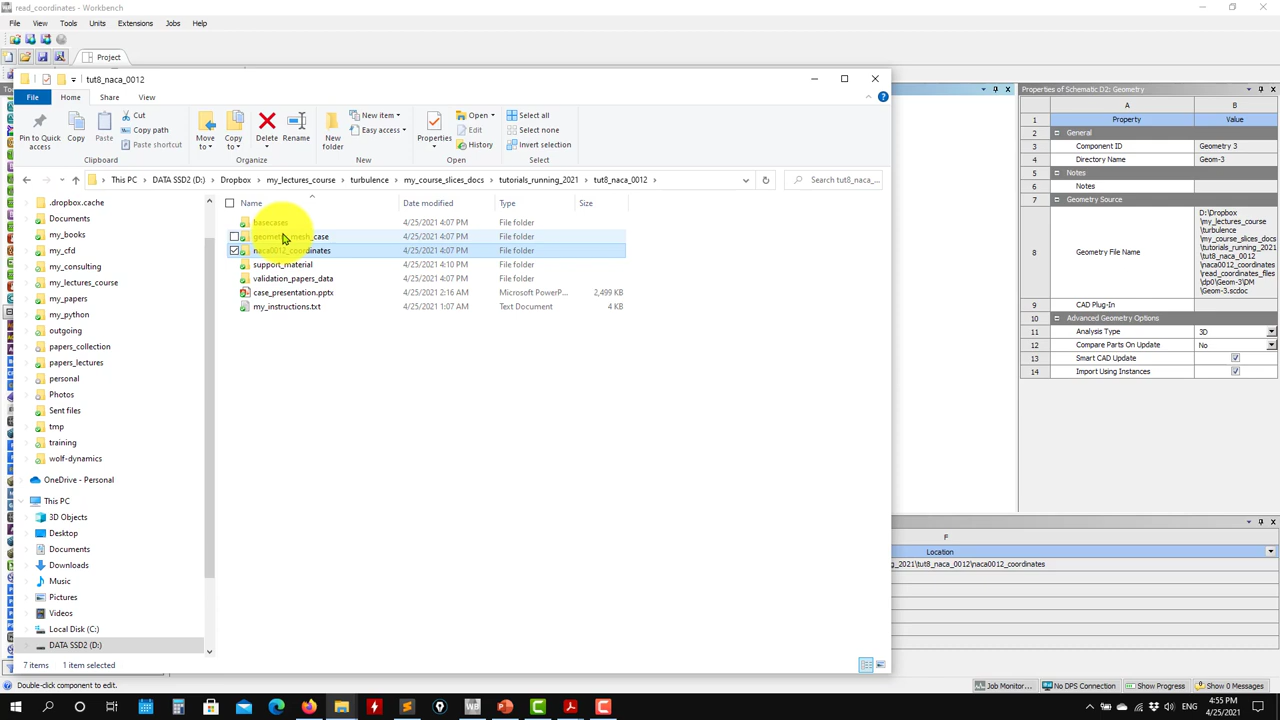 read_coordinates - Workbench
File View Tools Units Extensions Jobs Help
Project
tut8_naca_0012
File Home Share View
Pin to Quick access
Copy
Paste
Cut
Copy path
Paste shortcut
Clipboard
Move to
Copy to
Delete
Rename
Organize
New folder
New item
Easy access
New
Properties
Open
Edit
History
Open
Select all
Select none
Invert selection
Select
This PC
DATA SSD2 (D:)
Dropbox
my_lectures_course
turbulence
my_course_slices_docs
tutorials_running_2021
tut8_naca_0012
Search tut8_naca_0...
Name Date modified Type Size
basecases 4/25/2021 4:07 PM File folder
geometry_mesh_case 4/25/2021 4:07 PM File folder
naca0012_coordinates 4/25/2021 4:07 PM File folder
support_material 4/25/2021 4:10 PM File folder
validation_papers_data 4/25/2021 4:07 PM File folder
case_presentation.pptx 4/25/2021 2:16 AM Microsoft PowerP... 2,499 KB
my_instructions.txt 4/25/2021 1:07 AM Text Document 4 KB
.dropbox.cache
Documents
my_books
my_cfd
my_consulting
my_lectures_course
my_papers
my_python
outgoing
papers_collection
papers_lectures
personal
Photos
Sent files
tmp
training
wolf-dynamics
OneDrive - Personal
This PC
3D Objects
Desktop
Documents
Downloads
Music
Pictures
Videos
Local Disk (C:)
DATA SSD2 (D:)
7 items 1 item selected
Properties of Schematic D2: Geometry
A B
1 Property Value
2 General
3 Component ID Geometry 3
4 Directory Name Geom-3
5 Notes
6 Notes
7 Geometry Source
8 Geometry File Name
D:\Dropbox
\my_lectures_course
\turbulence
\my_course_slices_docs
\tutorials_running_2021
\tut8_naca_0012
\naca0012_coordinates
\read_coordinates_files
\dp0\Geom-3\DM
\Geom-3.scdoc
9 CAD Plug-In
10 Advanced Geometry Options
11 Analysis Type 3D
12 Compare Parts On Update No
13 Smart CAD Update
14 Import Using Instances
F
Location
g_2021\tut8_naca_0012\naca0012_coordinates
Double-click component to edit.
Job Monitor...
No DPS Connection
Show Progress
Show 0 Messages
4:55 PM
4/25/2021